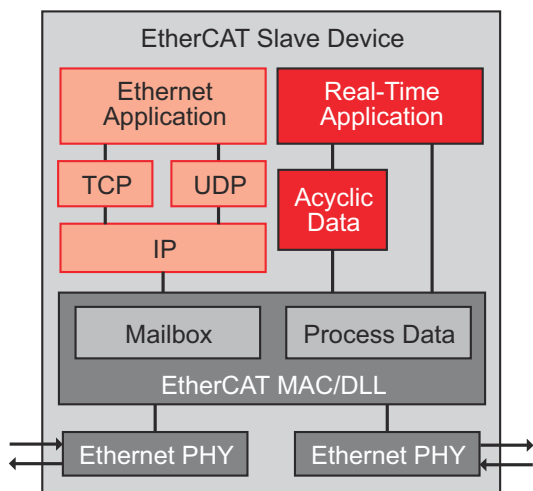 EtherCAT Slave Device
Ethernet
Application
Real-Time
Application
TCP
UDP
Acyclic
Data
IP
Mailbox
Process Data
EtherCAT MAC/DLL
Ethernet PHY
Ethernet PHY